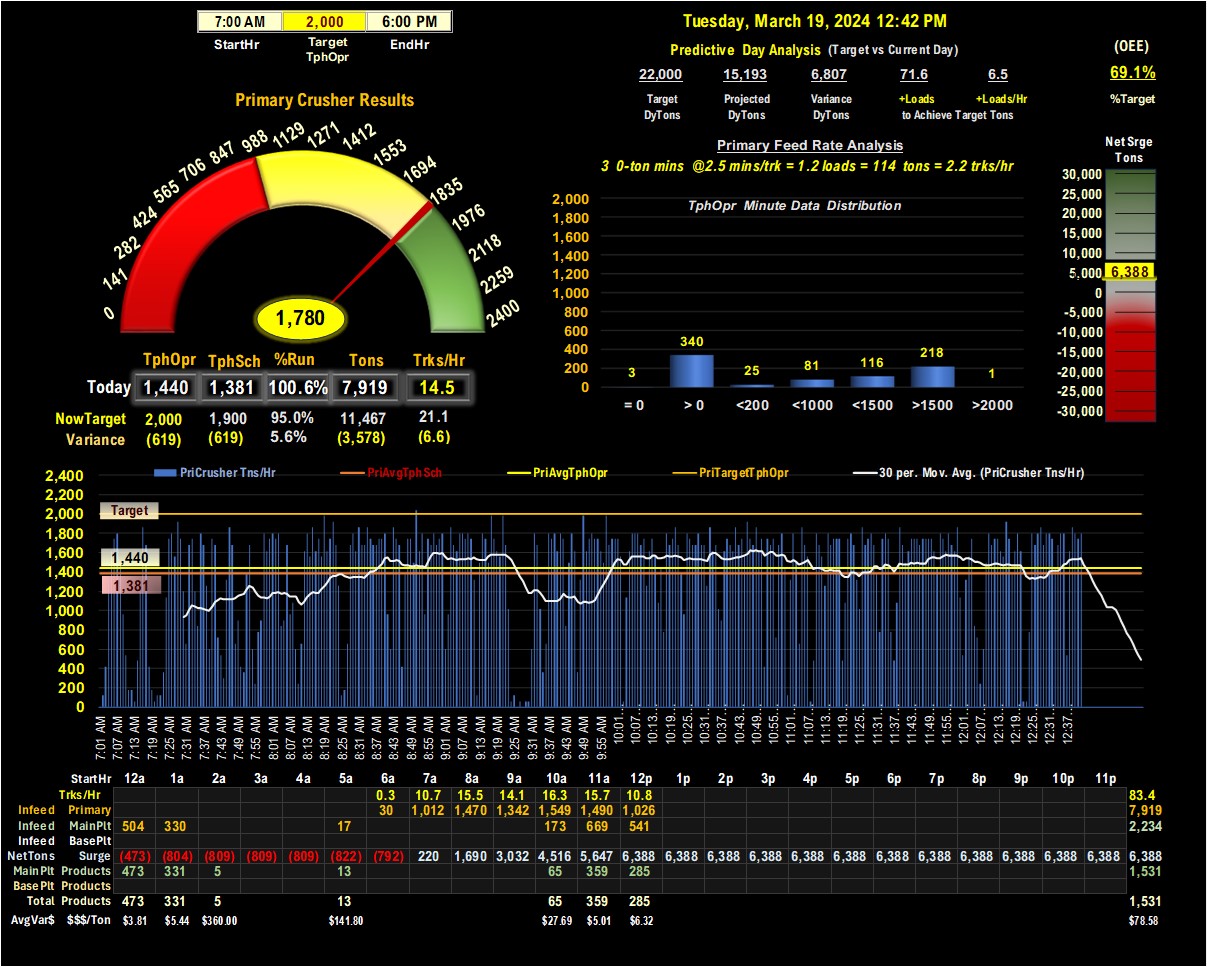 7:00 AM 2,000 6:00 PM
StartHr Target TphOpr EndHr
Tuesday, March 19, 2024 12:42 PM
Predictive Day Analysis (Target vs Current Day)
22,000 15,193 6,807 71.6 6.5
Target Projected Variance +Loads +Loads/Hr
DyTons DyTons DyTons to Achieve Target Tons
(OEE)
69.1%
%Target
Primary Crusher Results
0 141 282 424 565 706 847 988 1129 1271 1412 1553 1694 1835 1976 2118 2259 2400
1,780
TphOpr TphSch %Run Tons Trks/Hr
Today 1,440 1,381 100.6% 7,919 14.5
NowTarget 2,000 1,900 95.0% 11,467 21.1
Variance (619) (619) 5.6% (3,578) (6.6)
Primary Feed Rate Analysis
3 0-ton mins @2.5 mins/trk = 1.2 loads = 114 tons = 2.2 trks/hr
TphOpr Minute Data Distribution
2,000
1,800
1,600
1,400
1,200
1,000
800
600
400
200
0
3 340 25 81 116 218 1
= 0 > 0 <200 <1000 <1500 >1500 >2000
Net Srge
Tons
30,000
25,000
20,000
15,000
10,000
5,000 6,388
0
-5,000
-10,000
-15,000
-20,000
-25,000
-30,000
PriCrusher Tns/Hr PriAvgTphSch PriAvgTphOpr PriTargetTphOpr 30 per. Mov. Avg. (PriCrusher Tns/Hr)
2,400
2,200
2,000
1,800
1,600
1,400
1,200
1,000
800
600
400
200
0
Target
1,440
1,381
7:01 AM 7:07 AM 7:13 AM 7:19 AM 7:25 AM 7:31 AM 7:37 AM 7:43 AM 7:49 AM 7:55 AM 8:01 AM 8:07 AM 8:13 AM 8:19 AM 8:25 AM 8:31 AM 8:37 AM 8:43 AM 8:49 AM 8:55 AM 9:01 AM 9:07 AM 9:13 AM 9:19 AM 9:25 AM 9:31 AM 9:37 AM 9:43 AM 9:49 AM 9:55 AM 10:01... 10:07... 10:13... 10:19... 10:25... 10:31... 10:37... 10:43... 10:49... 10:55... 11:01... 11:07... 11:13... 11:19... 11:25... 11:31... 11:37... 11:43... 11:49... 11:55... 12:01... 12:07... 12:13... 12:19... 12:25... 12:31... 12:37...
StartHr 12a 1a 2a 3a 4a 5a 6a 7a 8a 9a 10a 11a 12p 1p 2p 3p 4p 5p 6p 7p 8p 9p 10p 11p
Trks/Hr 0.3 10.7 15.5 14.1 16.3 15.7 10.8 83.4
Infeed Primary 30 1,012 1,470 1,342 1,549 1,490 1,026 7,919
Infeed MainPlt 504 330 17 173 669 541 2,234
Infeed BasePlt
NetTons Surge (473) (804) (809) (809) (809) (822) (792) 220 1,690 3,032 4,516 5,647 6,388 6,388 6,388 6,388 6,388 6,388 6,388 6,388 6,388 6,388 6,388 6,388 6,388
MainPlt Products 473 331 5 13 65 359 285 1,531
BasePlt Products
Total Products 473 331 5 13 65 359 285 1,531
AvgVar$ $$$/Ton $3.81 $5.44 $360.00 $141.80 $27.69 $5.01 $6.32 $78.58